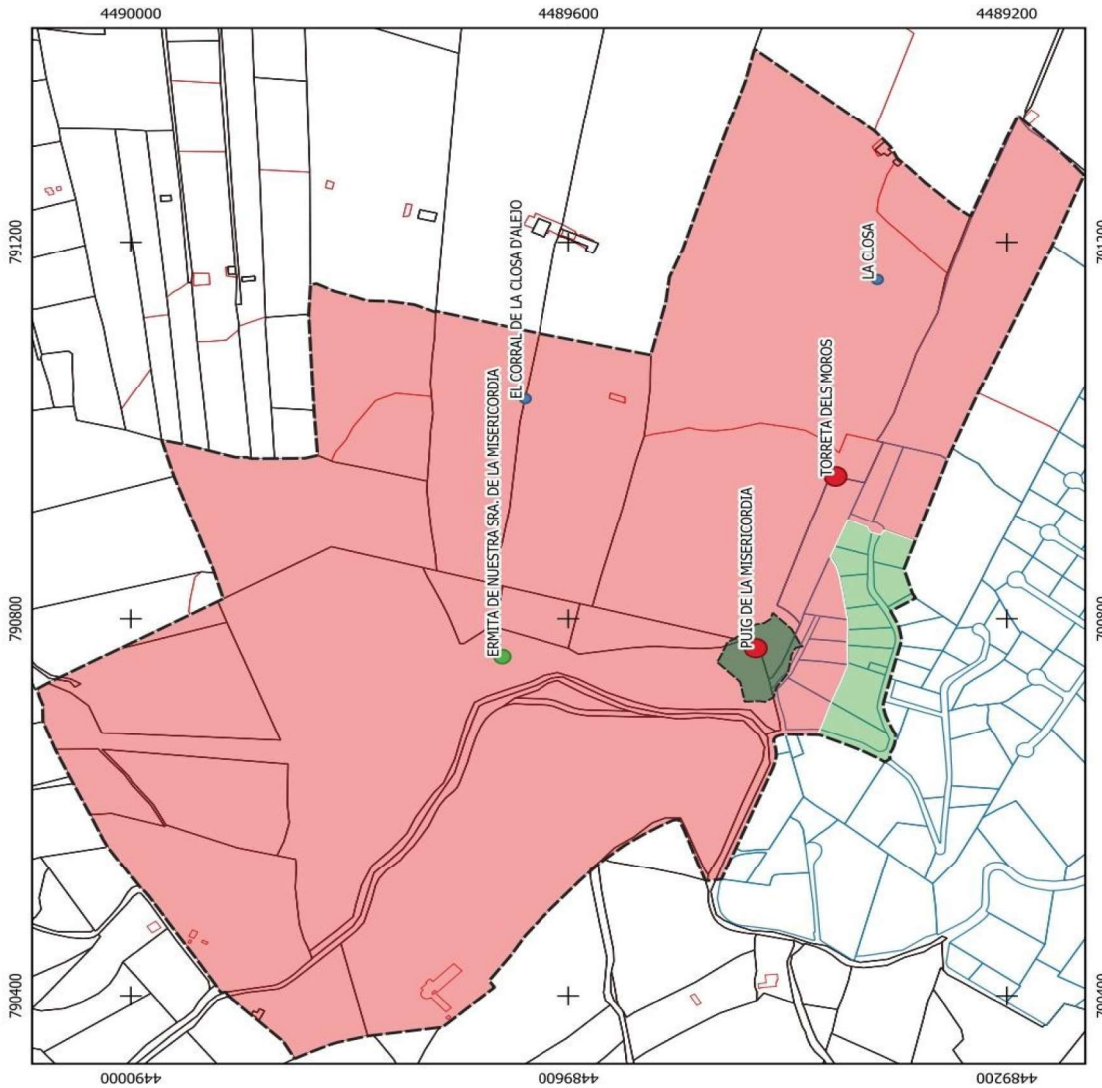 4490000
4489600
4489200
791200
791200
EL CORRAL DE LA CLOSA D'ALEJO
LA CLOSA
ERMITA DE NUESTRA SRA. DE LA MISERICORDIA
TORRETA DELS MOROS
PUIG DE LA MISERICORDIA
790800
790800
790400
790400
4490000
4489600
4489200